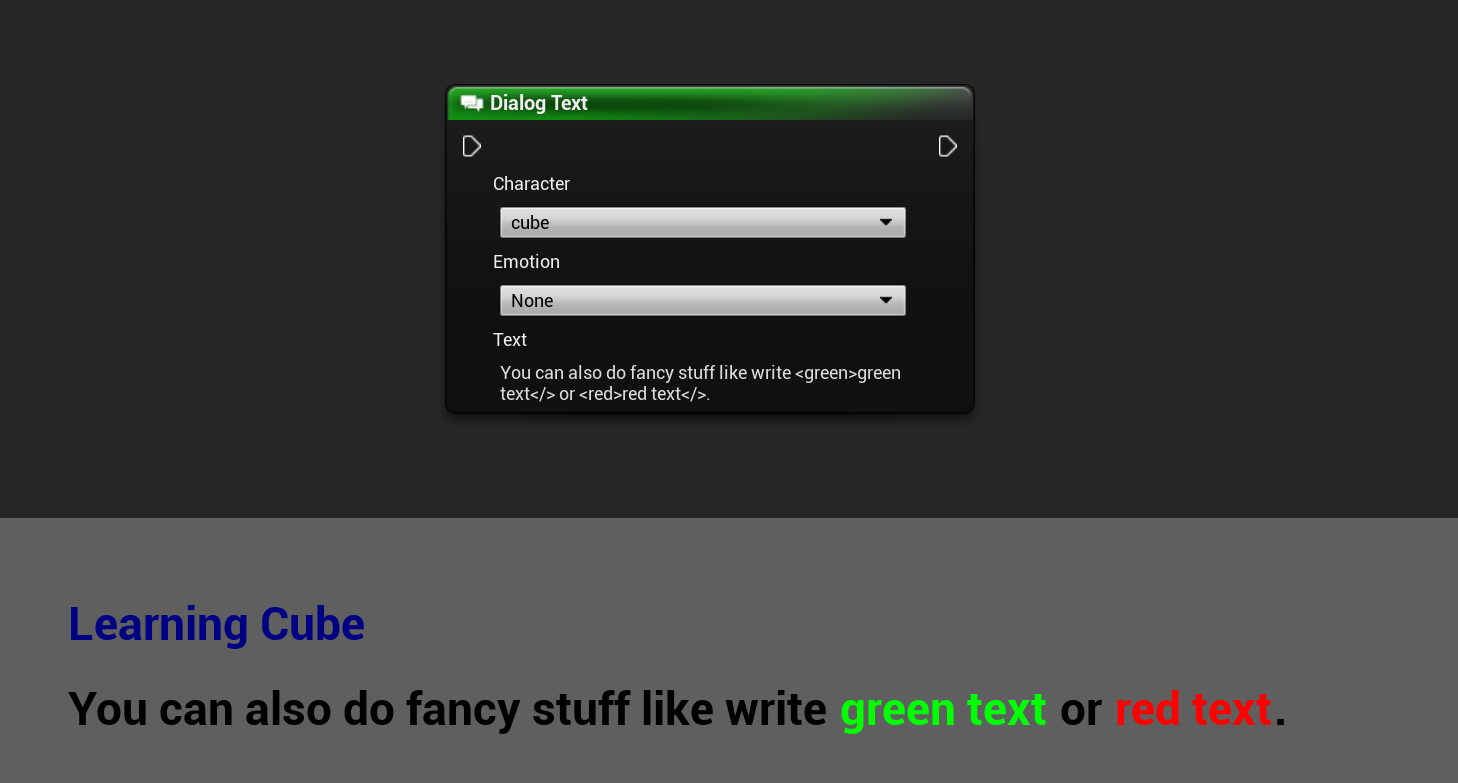 Dialog Text
Character
cube
Emotion
None
Text
You can also do fancy stuff like write <green>green
text</> or <red>red text</>.
Learning Cube
You can also do fancy stuff like write green text or red text.